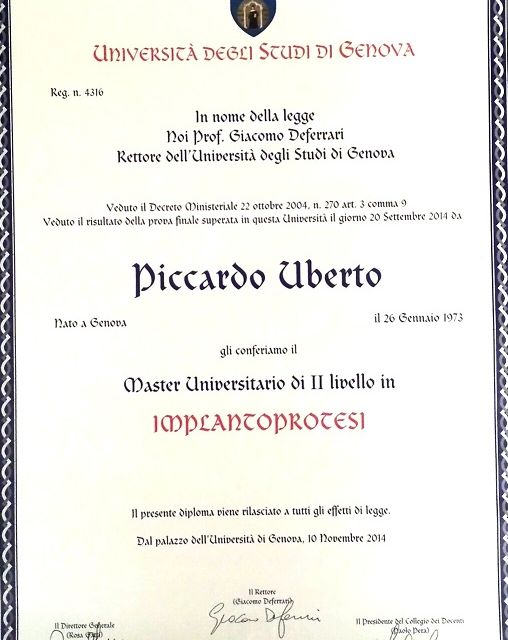 Università degli Studi di Genova
Reg. n. 4316
In nome della legge
Noi Prof. Giacomo Deferrari
Rettore dell'Università degli Studi di Genova
Veduto il Decreto Ministeriale 22 ottobre 2004, n. 270 art. 3 comma 9
Veduto il risultato della prova finale superata in questa Università il giorno 20 Settembre 2014 da
Piccardo Uberto
Nato a Genova il 26 Gennaio 1973
gli conferiamo il
Master Universitario di II livello in
IMPLANTOPROTESI
Il presente diploma viene rilasciato a tutti gli effetti di legge.
Dal palazzo dell'Università di Genova, 10 Novembre 2014
Il Rettore
(Giacomo Deferrari)
Giacomo Deferrari
Il Direttore Generale
(Rosa
Il Presidente del Collegio dei Docenti
(Paolo Pera)